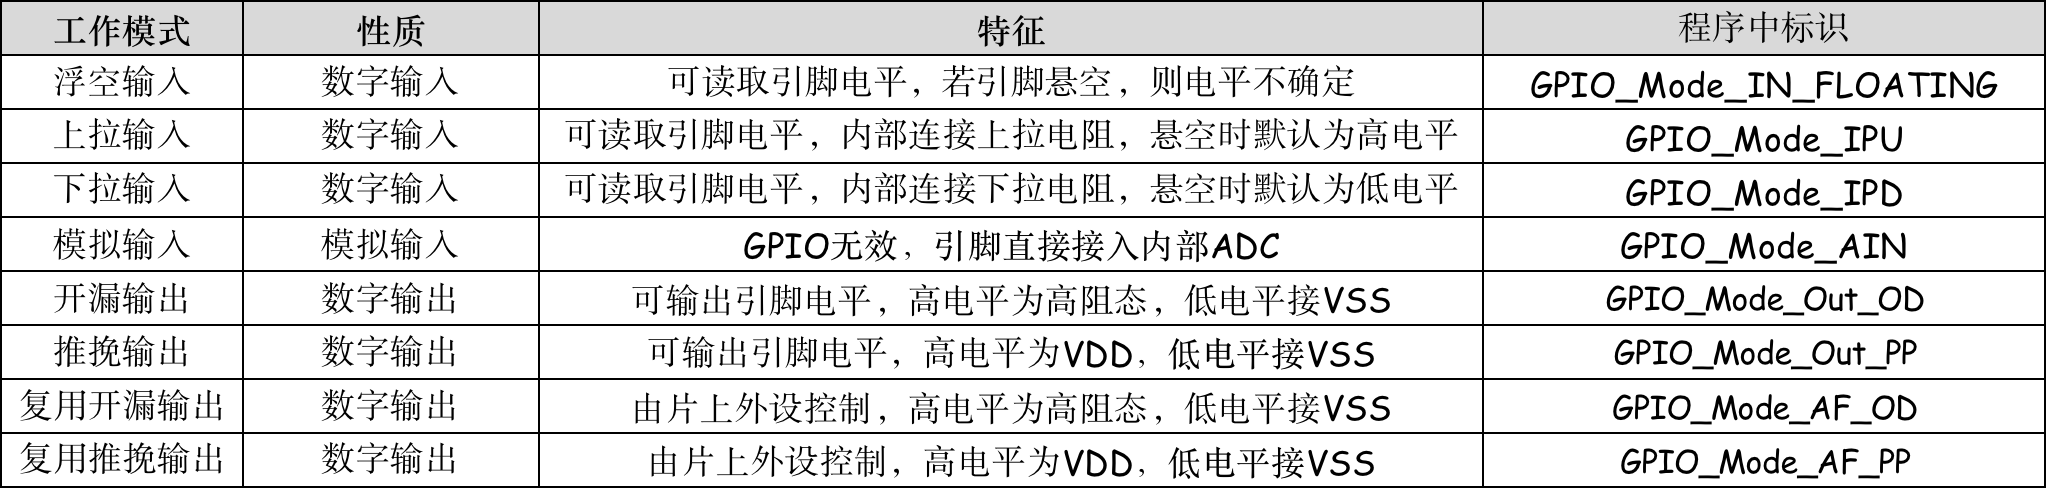 工作模式 性质 特征 程序中标识
浮空输入 数字输入 可读取引脚电平，若引脚悬空，则电平不确定 GPIO_Mode_IN_FLOATING
上拉输入 数字输入 可读取引脚电平，内部连接上拉电阻，悬空时默认为高电平 GPIO_Mode_IPU
下拉输入 数字输入 可读取引脚电平，内部连接下拉电阻，悬空时默认为低电平 GPIO_Mode_IPD
模拟输入 模拟输入 GPIO无效，引脚直接接入内部ADC GPIO_Mode_AIN
开漏输出 数字输出 可输出引脚电平，高电平为高阻态，低电平接VSS GPIO_Mode_Out_OD
推挽输出 数字输出 可输出引脚电平，高电平为VDD，低电平接VSS GPIO_Mode_Out_PP
复用开漏输出 数字输出 由片上外设控制，高电平为高阻态，低电平接VSS GPIO_Mode_AF_OD
复用推挽输出 数字输出 由片上外设控制，高电平为VDD，低电平接VSS GPIO_Mode_AF_PP